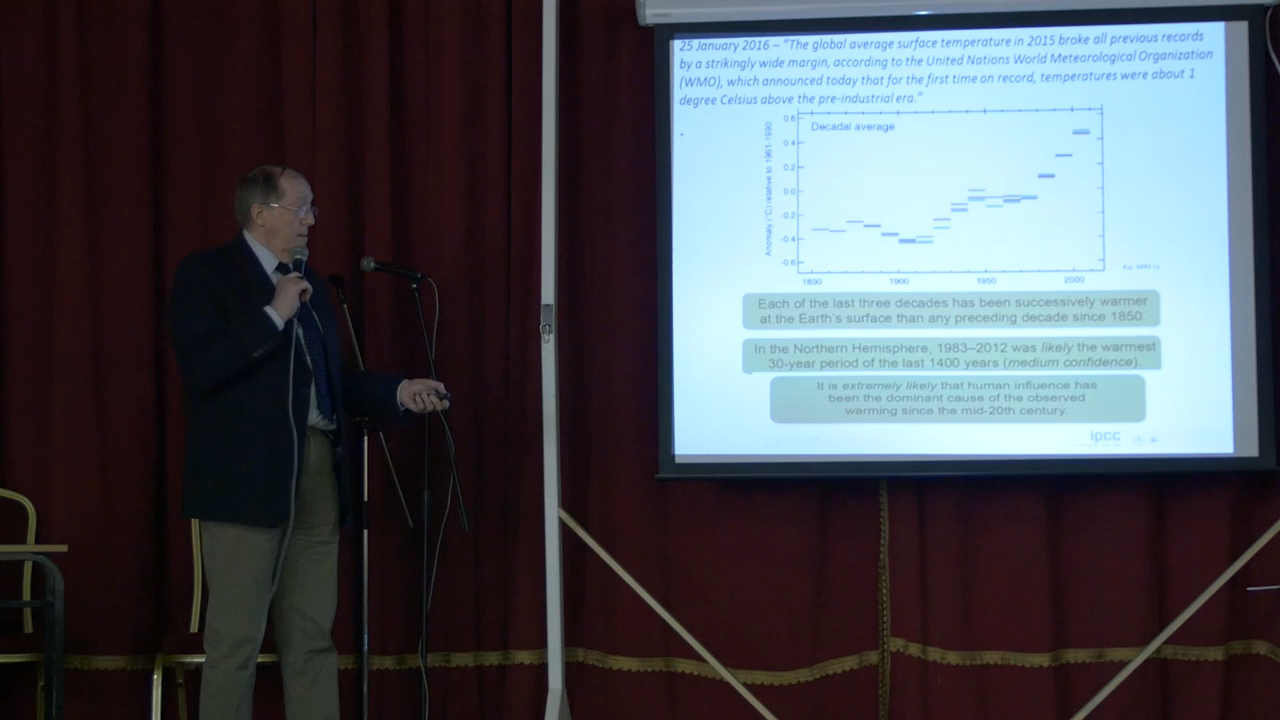 25 January 2016 – "The global average surface temperature in 2015 broke all previous records
by a strikingly wide margin, according to the United Nations World Meteorological Organization
(WMO), which announced today that for the first time on record, temperatures were about 1
degree Celsius above the pre-industrial era."
Decadal average
Anomaly (°C) relative to 1961-1990
0.6
0.4
0.2
0.0
-0.2
-0.4
-0.6
1850 1900 1950 2000
Each of the last three decades has been successively warmer
at the Earth's surface than any preceding decade since 1850.
In the Northern Hemisphere, 1983–2012 was likely the warmest
30-year period of the last 1400 years (medium confidence).
It is extremely likely that human influence has
been the dominant cause of the observed
warming since the mid-20th century.
ipcc